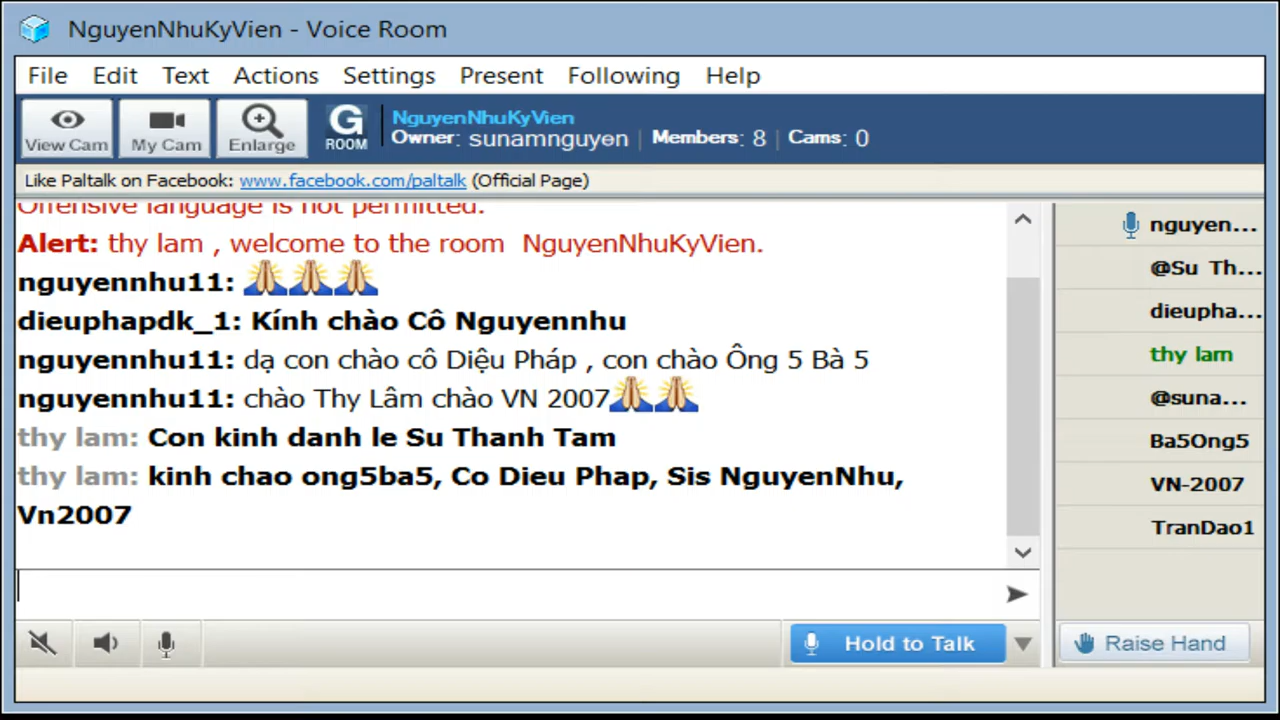 NguyenNhuKyVien - Voice Room
File Edit Text Actions Settings Present Following Help
View Cam My Cam Enlarge G ROOM
NguyenNhuKyVien
Owner: sunamnguyen Members: 8 Cams: 0
Like Paltalk on Facebook: www.facebook.com/paltalk (Official Page)
Offensive language is not permitted.
Alert: thy lam , welcome to the room NguyenNhuKyVien.
nguyennhu11: 🙏🙏🙏
dieuphapdk_1: Kính chào Cô Nguyennhu
nguyennhu11: dạ con chào cô Diệu Pháp , con chào Ông 5 Bà 5
nguyennhu11: chào Thy Lâm chào VN 2007🙏🙏
thy lam: Con kinh danh le Su Thanh Tam
thy lam: kinh chao ong5ba5, Co Dieu Phap, Sis NguyenNhu,
Vn2007
nguyen...
@Su Th...
dieupha...
thy lam
@suna...
Ba5Ong5
VN-2007
TranDao1
Hold to Talk
Raise Hand